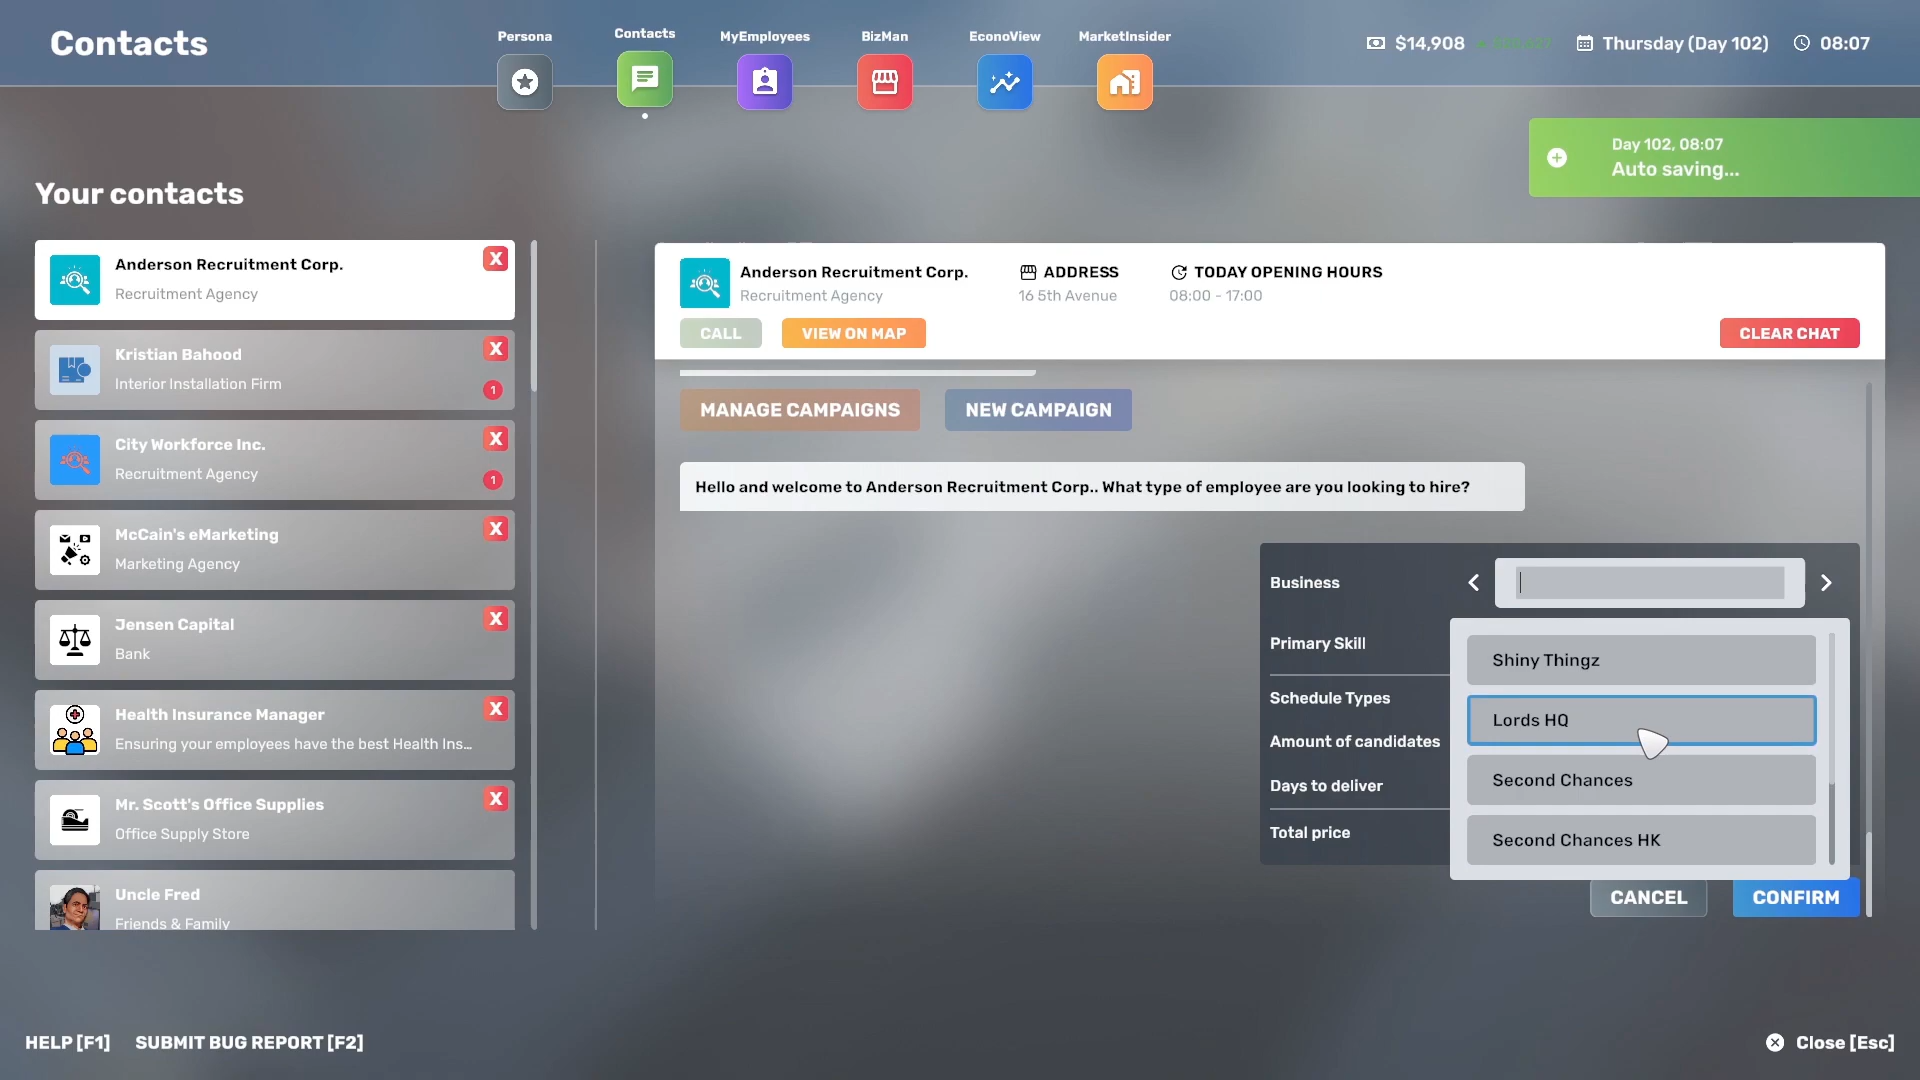 Contacts
Persona
Contacts
MyEmployees
BizMan
EconoView
MarketInsider
$14,908
Thursday (Day 102)
08:07
Day 102, 08:07
Auto saving...
Your contacts
Anderson Recruitment Corp.
Recruitment Agency
X
Kristian Bahood
Interior Installation Firm
X
1
City Workforce Inc.
Recruitment Agency
X
1
McCain's eMarketing
Marketing Agency
X
Jensen Capital
Bank
X
Health Insurance Manager
Ensuring your employees have the best Health Ins...
X
Mr. Scott's Office Supplies
Office Supply Store
X
Uncle Fred
Friends & Family
Anderson Recruitment Corp.
Recruitment Agency
ADDRESS
16 5th Avenue
TODAY OPENING HOURS
08:00 - 17:00
CALL
VIEW ON MAP
CLEAR CHAT
MANAGE CAMPAIGNS
NEW CAMPAIGN
Hello and welcome to Anderson Recruitment Corp.. What type of employee are you looking to hire?
Business
Primary Skill
Schedule Types
Amount of candidates
Days to deliver
Total price
Shiny Thingz
Lords HQ
Second Chances
Second Chances HK
CANCEL
CONFIRM
HELP [F1]
SUBMIT BUG REPORT [F2]
Close [Esc]